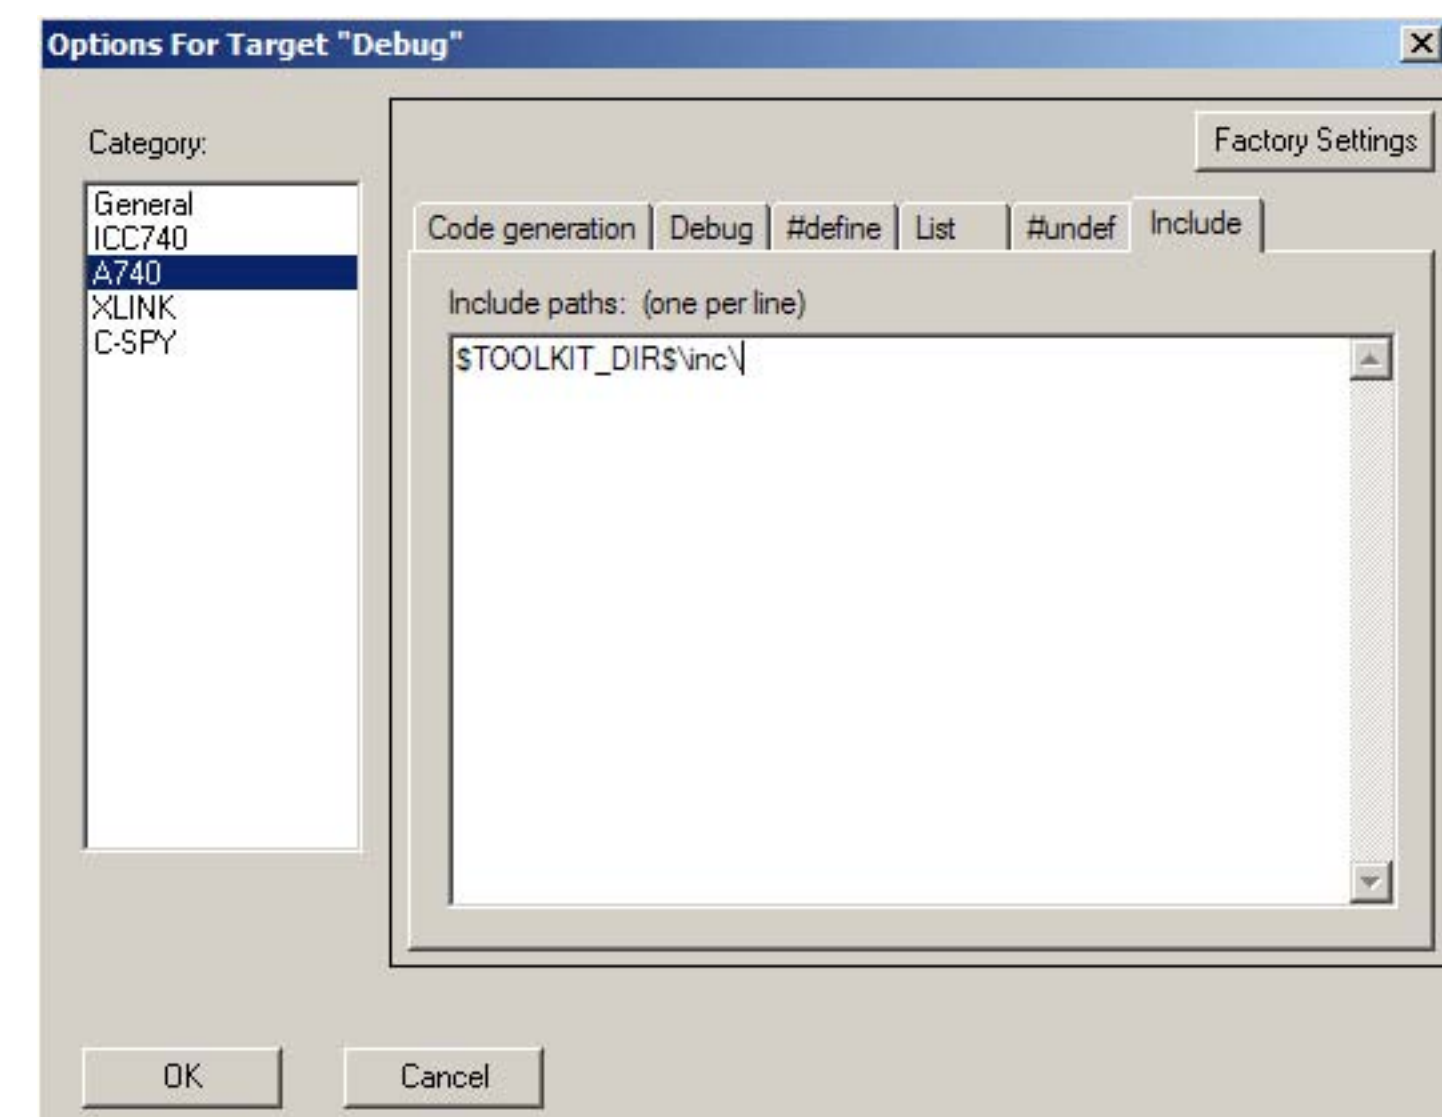 Options For Target "Debug"
Category:
Factory Settings
General
ICC740
A740
XLINK
C-SPY
Code generation Debug #define List #undef Include
Include paths: (one per line)
$TOOLKIT_DIR$\inc\
OK Cancel